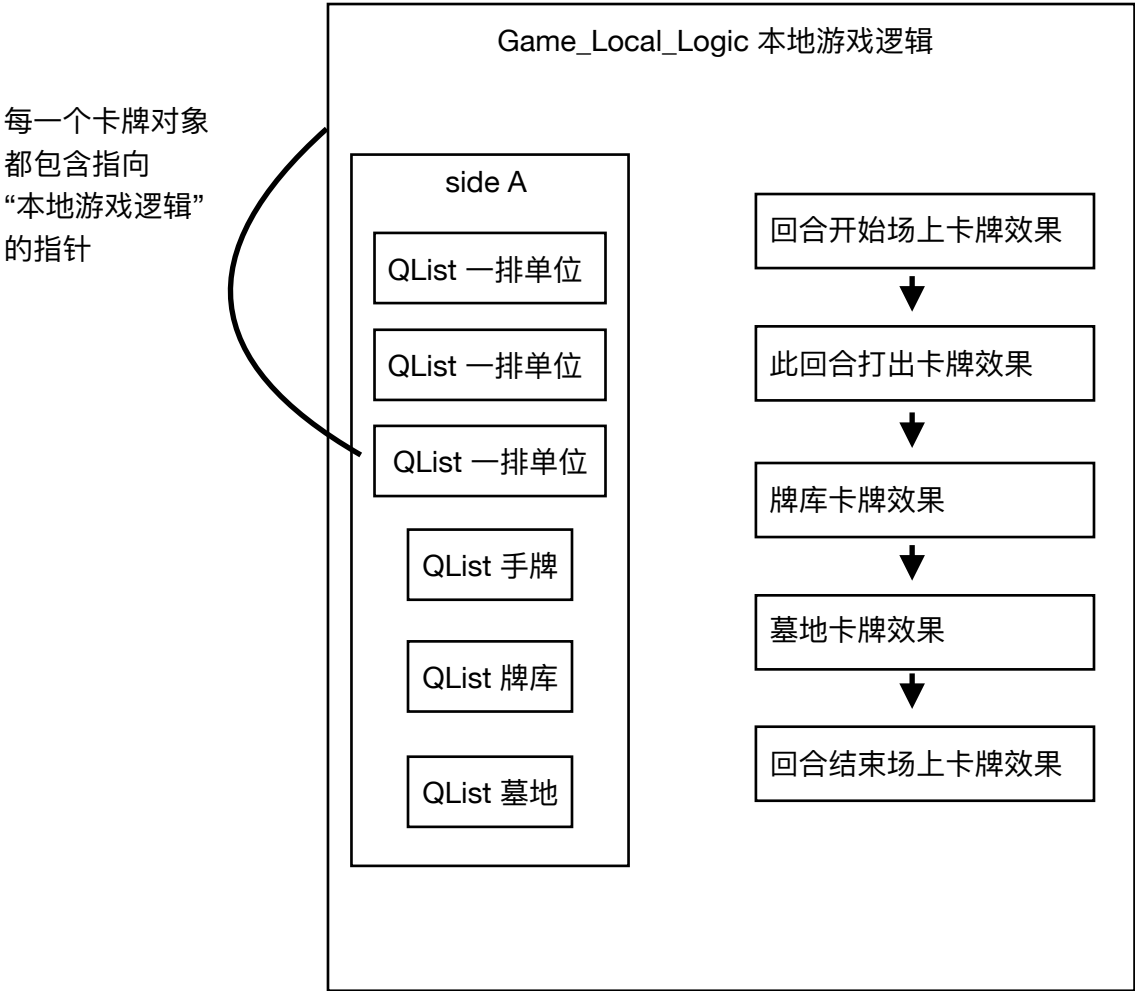 Game_Local_Logic 本地游戏逻辑
每一个卡牌对象
都包含指向
“本地游戏逻辑”
的指针
side A
QList 一排单位
QList 一排单位
QList 一排单位
QList 手牌
QList 牌库
QList 墓地
回合开始场上卡牌效果
此回合打出卡牌效果
牌库卡牌效果
墓地卡牌效果
回合结束场上卡牌效果